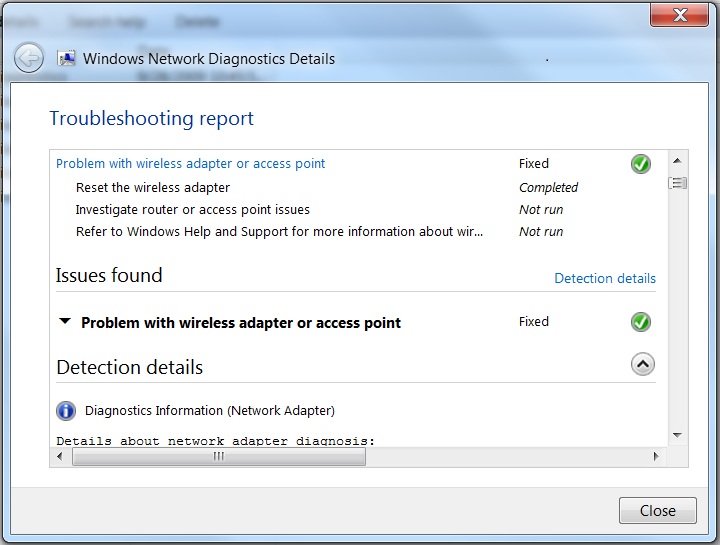 Search help Delete
Windows Network Diagnostics Details
Troubleshooting report
Problem with wireless adapter or access point Fixed
Reset the wireless adapter Completed
Investigate router or access point issues Not run
Refer to Windows Help and Support for more information about wir... Not run
Issues found Detection details
Problem with wireless adapter or access point Fixed
Detection details
Diagnostics Information (Network Adapter)
Details about network adapter diagnosis:
Close